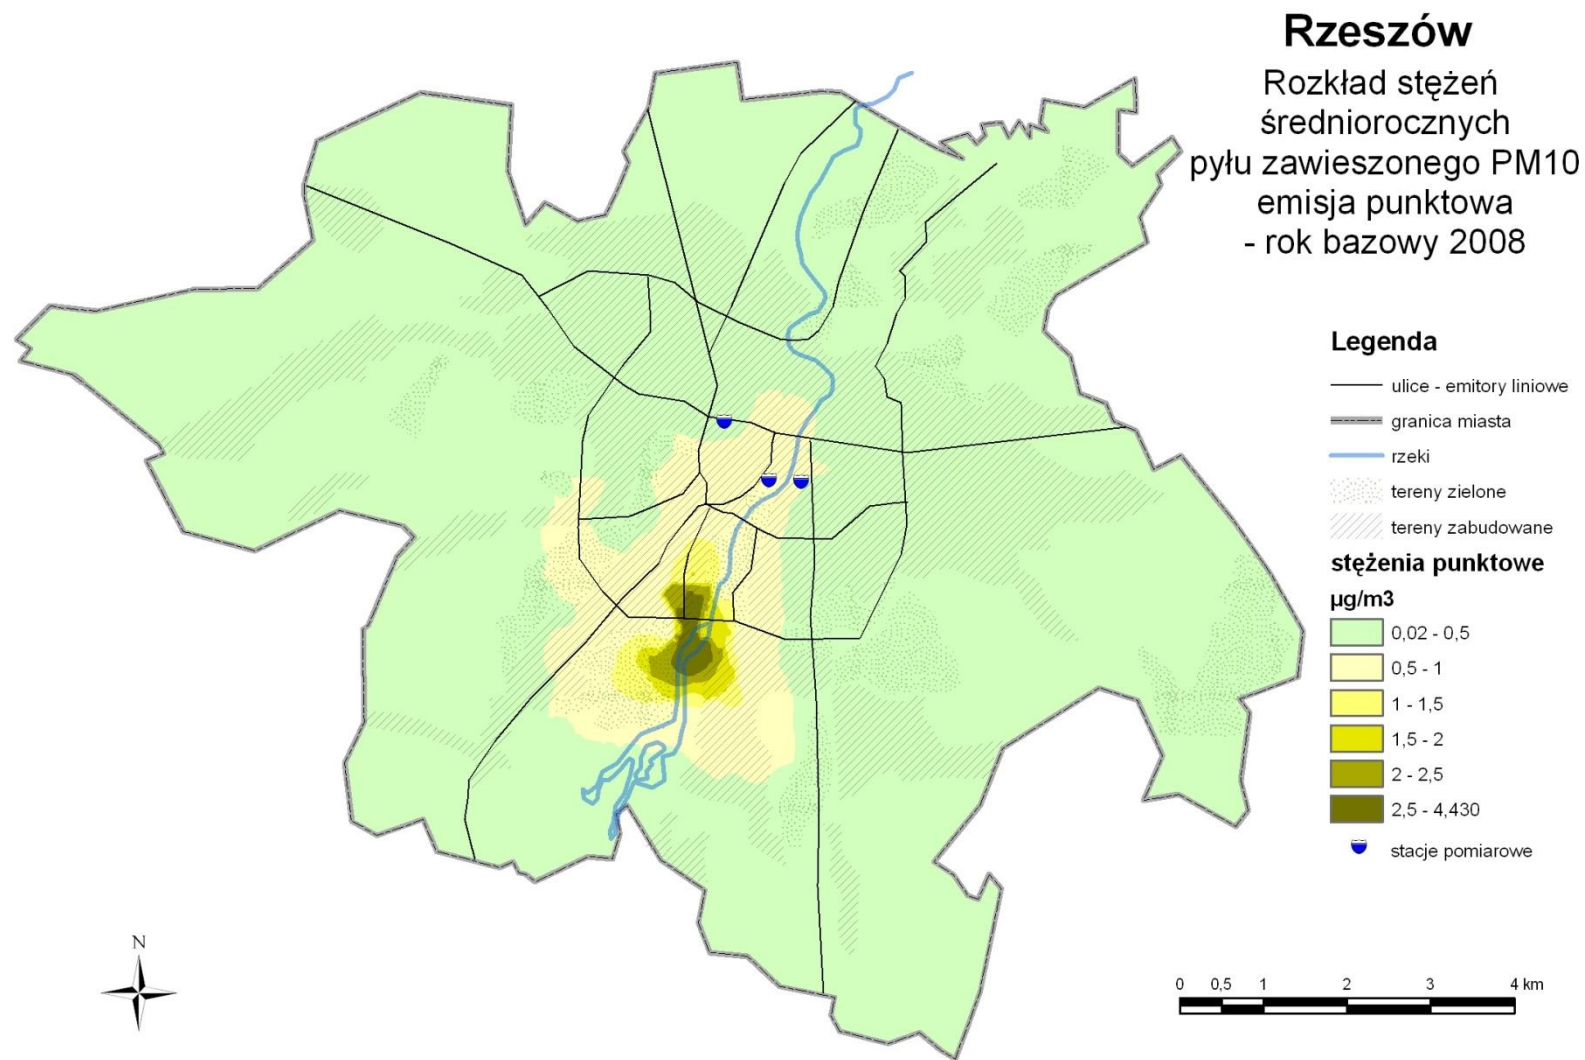 Rzeszów
Rozkład stężeń
średniorocznych
pyłu zawieszonego PM10
emisja punktowa
- rok bazowy 2008
Legenda
ulice - emitory liniowe
granica miasta
rzeki
tereny zielone
tereny zabudowane
stężenia punktowe
µg/m3
0,02 - 0,5
0,5 - 1
1 - 1,5
1,5 - 2
2 - 2,5
2,5 - 4,430
stacje pomiarowe
N
0 0,5 1 2 3 4 km